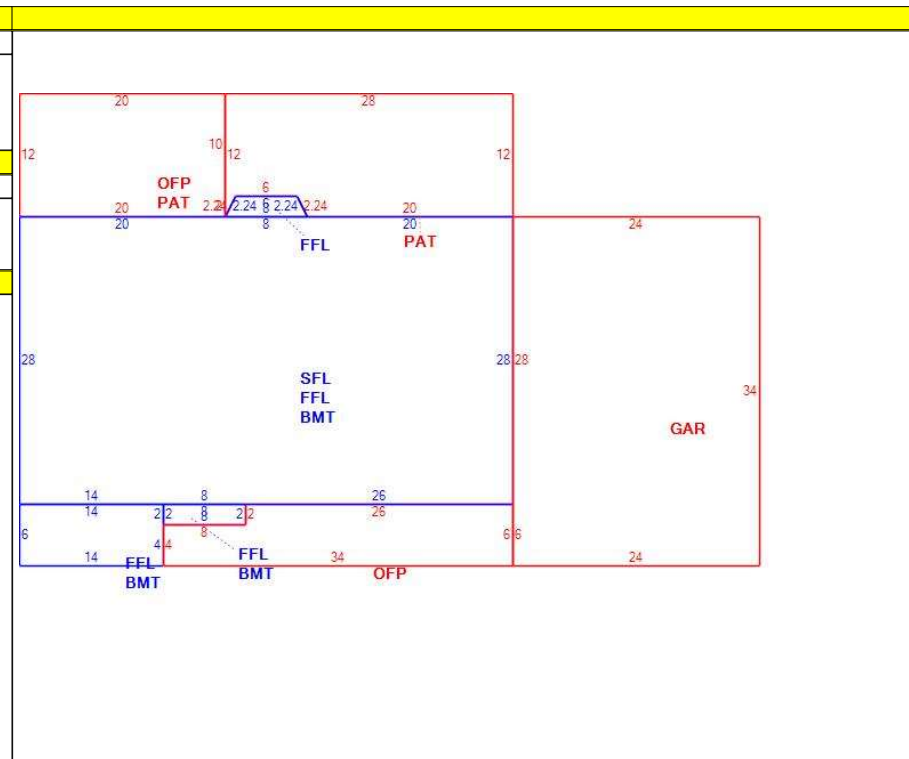 20 28
12 10 12 12
OFP
PAT
6
20 2.24 2.24 6 2.24 2.24 20
8
20 8 20 24
FFL PAT
28 28 28
SFL
FFL
BMT
34
GAR
14 8 26
14 2 2 8 2 2 26
8
6 4 4 6 6
14 34 24
FFL
BMT
FFL
BMT
OFP